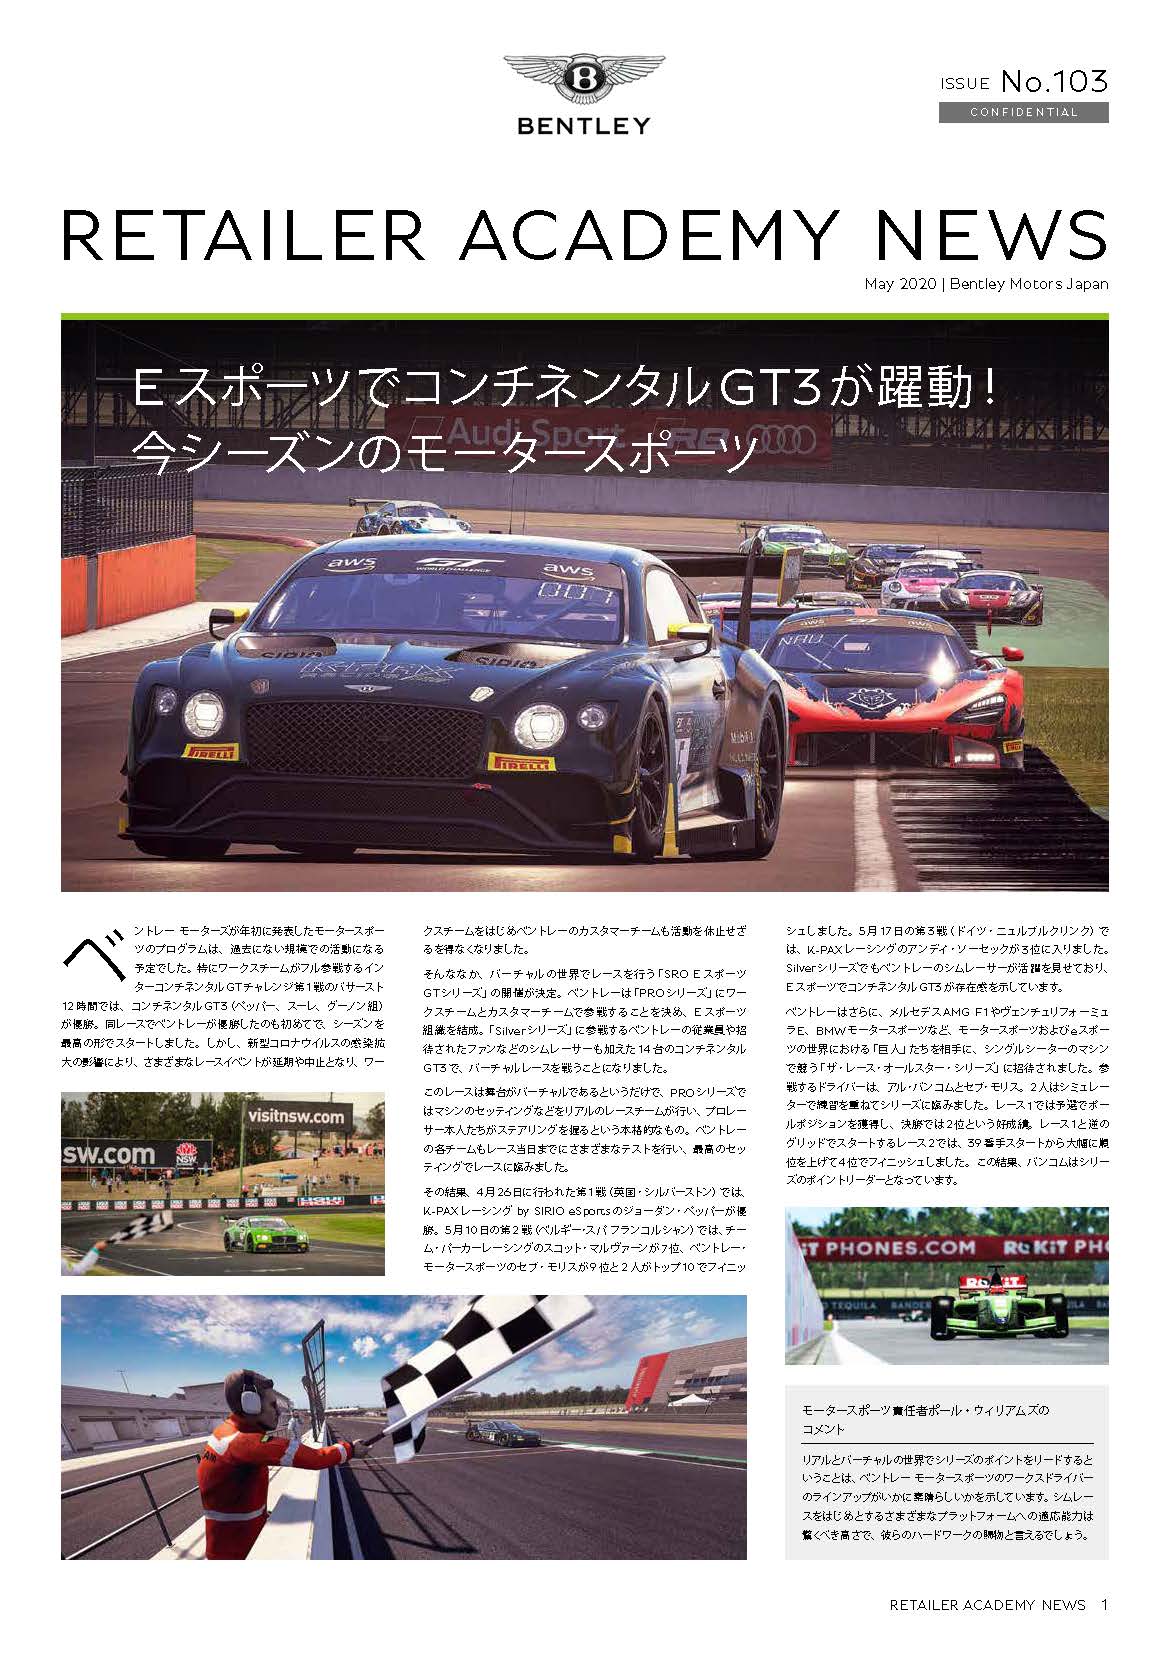 BENTLEY
ISSUE No.103
CONFIDENTIAL
RETAILER ACADEMY NEWS
May 2020 | Bentley Motors Japan
E スポーツでコンチネンタル GT3 が躍動！
今シーズンのモータースポーツ
Audi Sport R8
aws GT aws
WORLD CHALLENGE
007
SIRIO
K-PAX
RACING
SIRIO
PIRELLI
PIRELLI
Mobil 1
aws
NAU
ベントレー モーターズが年初に発表したモータースポー
ツのプログラムは、過去にない規模での活動になる
予定でした。特にワークスチームがフル参戦するイン
ターコンチネンタル GT チャレンジ第 1 戦のバサースト
12 時間では、コンチネンタル GT3（ペッパー、スーレ、グーノン組）
が優勝。同レースでベントレーが優勝したのも初めてで、シーズンを
最高の形でスタートしました。しかし、新型コロナウイルスの感染拡
大の影響により、さまざまなレースイベントが延期や中止となり、ワー
visitnsw.com
sw.com
NSW
クスチームをはじめベントレーのカスタマーチームも活動を休止せざ
るを得なくなりました。
そんななか、バーチャルの世界でレースを行う「SRO E スポーツ
GTシリーズ」の開催が決定。ベントレーは「PROシリーズ」にワー
クスチームとカスタマーチームで参戦することを決め、E スポーツ
組織を結成。「Silverシリーズ」に参戦するベントレーの従業員や招
待されたファンなどのシムレーサーも加えた 14 台のコンチネンタル
GT3 で、バーチャルレースを戦うことになりました。
このレースは舞台がバーチャルであるというだけで、PROシリーズで
はマシンのセッティングなどをリアルのレースチームが行い、プロレー
サー本人たちがステアリングを握るという本格的なもの。ベントレー
の各チームもレース当日までにさまざまなテストを行い、最高のセッ
ティングでレースに臨みました。
その結果、4月26日に行われた第1戦（英国・シルバーストン）では、
K-PAXレーシング by SIRIO eSportsのジョーダン・ペッパーが優
勝。5月10日の第2戦（ベルギー・スパ フランコルシャン）では、チー
ム・パーカーレーシングのスコット・マルヴァーンが7位、ベントレー・
モータースポーツのセブ・モリスが9位と2人がトップ10でフィニッ
シュしました。5月17日の第3戦（ドイツ・ニュルブルクリンク）で
は、K-PAXレーシングのアンディ・ソーセックが3位に入りました。
Silverシリーズでもベントレーのシムレーサーが活躍を見せており、
E スポーツでコンチネンタル GT3 が存在感を示しています。
ベントレーはさらに、メルセデスAMG F1やヴェンチュリフォーミュ
ラE、BMWモータースポーツなど、モータースポーツおよびeスポー
ツの世界における「巨人」たちを相手に、シングルシーターのマシン
で競う「ザ・レース・オールスター・シリーズ」に招待されました。参
戦するドライバーは、アル・バンコムとセブ・モリス。2人はシミュレー
ターで練習を重ねてシリーズに臨みました。レース1では予選でポー
ルポジションを獲得し、決勝では2位という好成績。レース1と逆の
グリッドでスタートするレース2では、39番手スタートから大幅に順
位を上げて4位でフィニッシュしました。この結果、バンコムはシリー
ズのポイントリーダーとなっています。
IT PHONES.COM ROKiT PH
TEQUILA
ROKiT
モータースポーツ責任者ポール・ウィリアムズの
コメント
リアルとバーチャルの世界でシリーズのポイントをリードすると
いうことは、ベントレー モータースポーツのワークスドライバー
のラインアップがいかに素晴らしいかを示しています。シムレー
スをはじめとするさまざまなプラットフォームへの適応能力は
驚くべき高さで、彼らのハードワークの賜物と言えるでしょう。
RETAILER ACADEMY NEWS 1